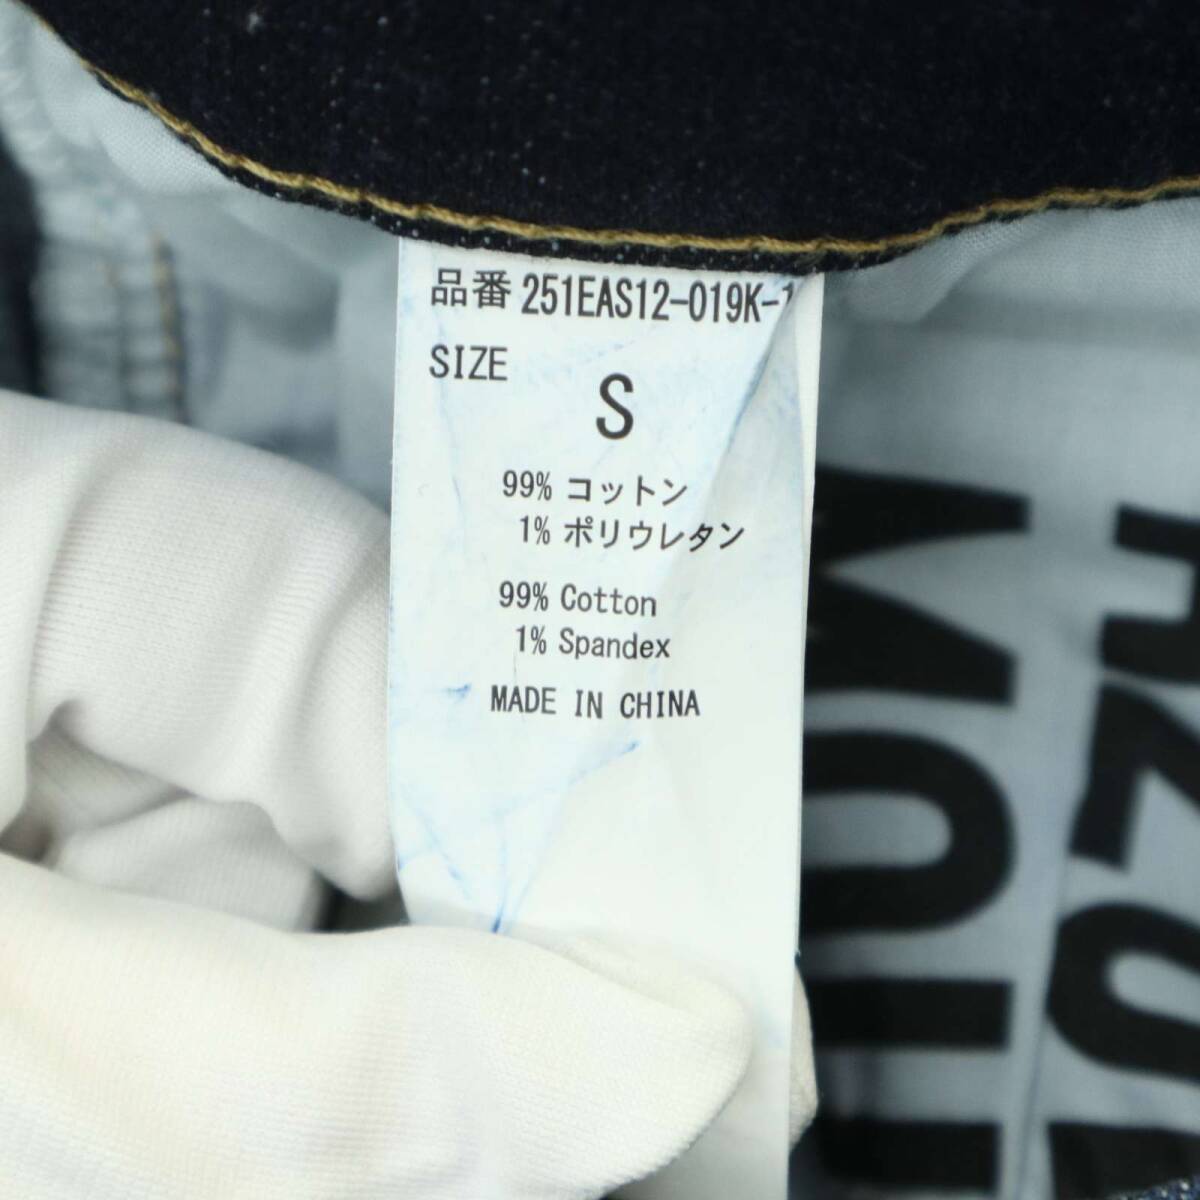 品番 251EAS12-019K-1
SIZE
S
99% コットン
1% ポリウレタン
99% Cotton
1% Spandex
MADE IN CHINA